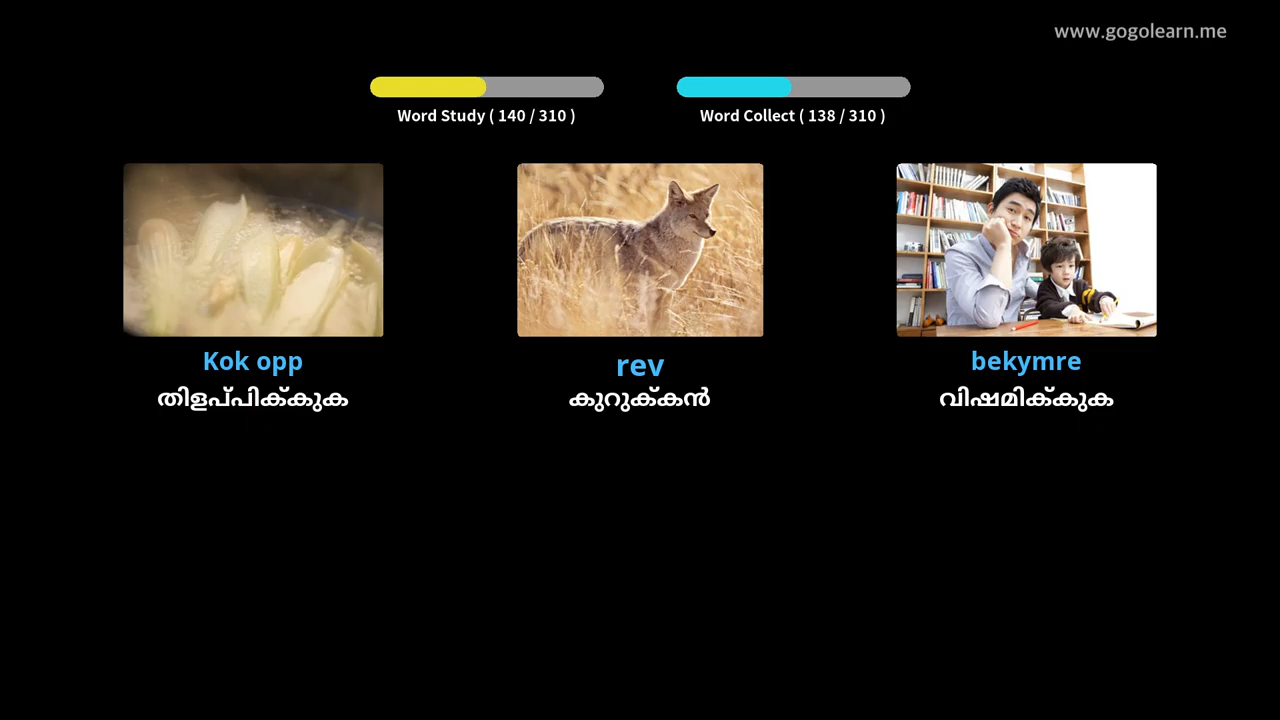 www.gogolearn.me
Word Study ( 140 / 310 )
Word Collect ( 138 / 310 )
Kok opp
തിളപ്പിക്കുക
rev
കുറുക്കൻ
bekymre
വിഷമിക്കുക